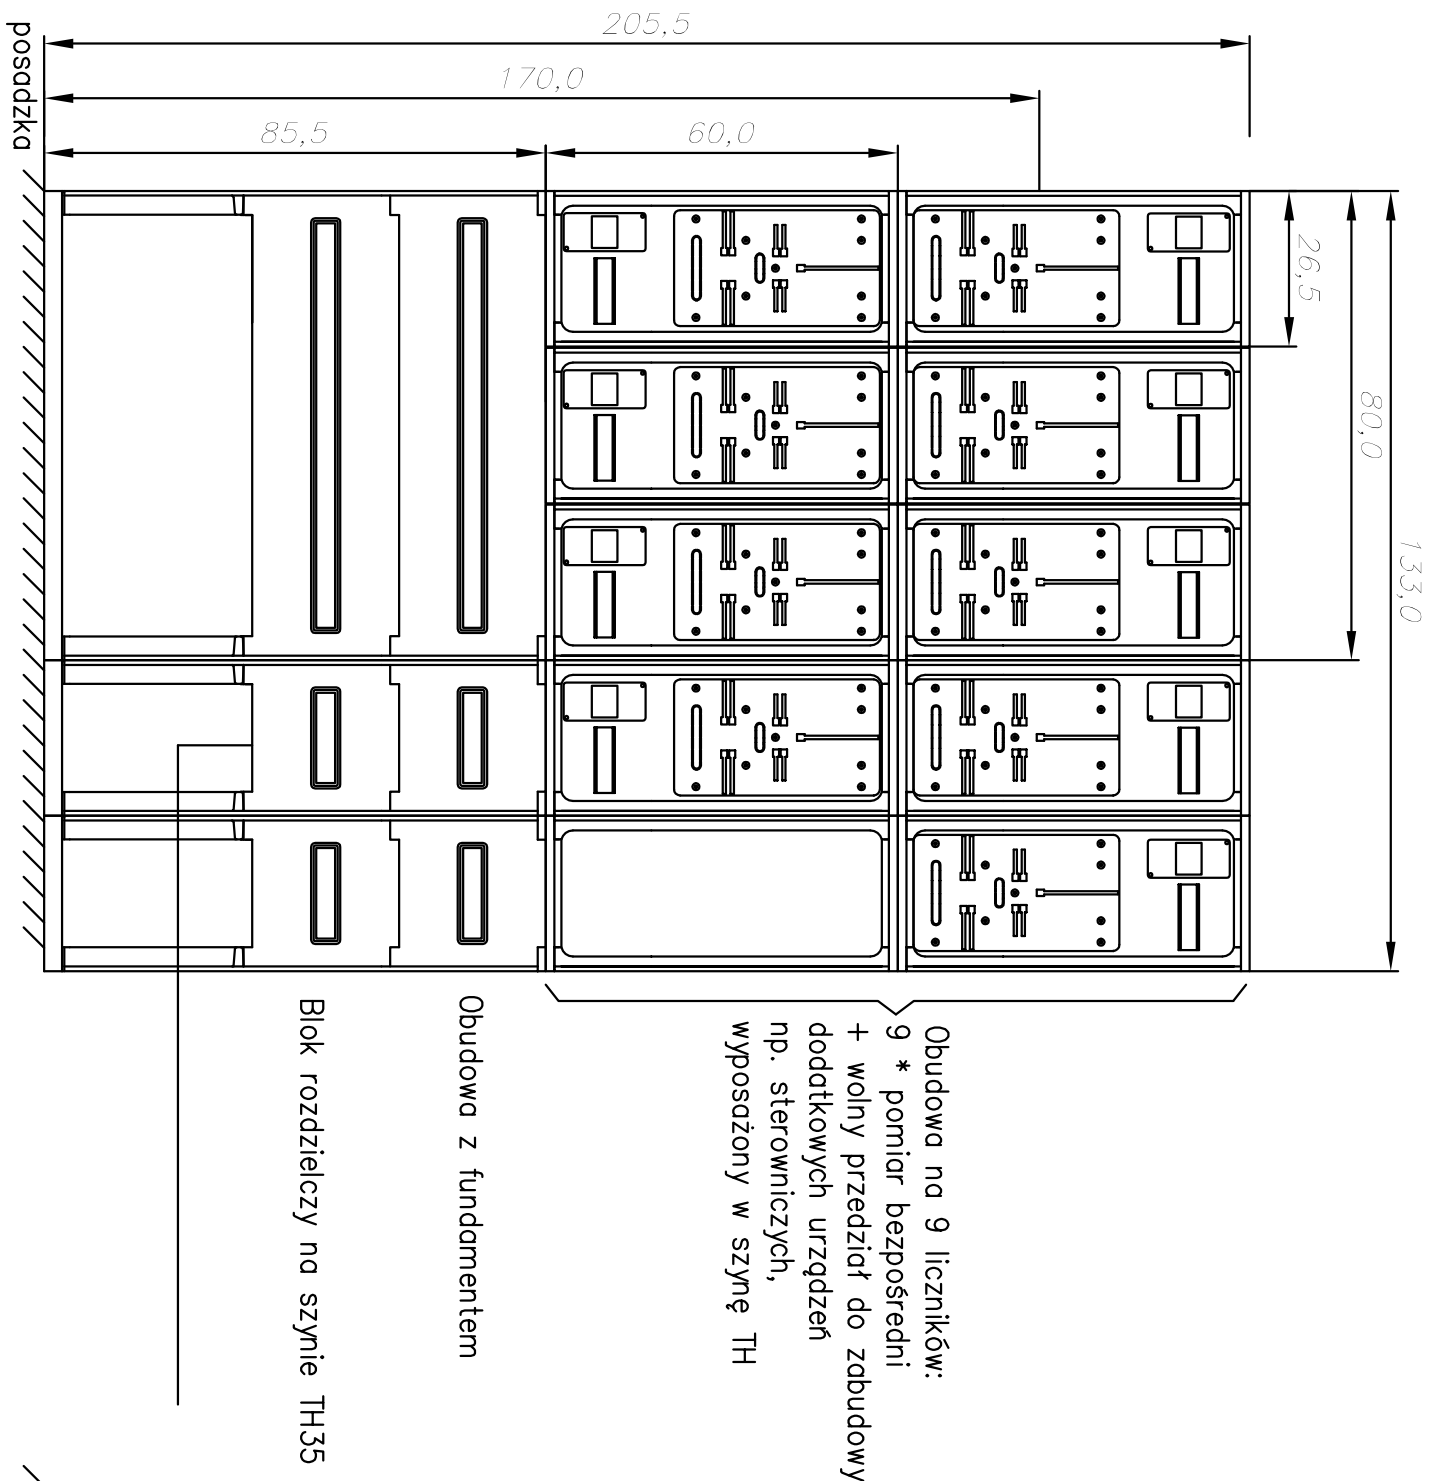 205,5
170,0
85,5
60,0
26,5
80,0
133,0
posadzka
Obudowa na 9 liczników:
9 * pomiar bezpośredni
+ wolny przedział do zabudowy
dodatkowych urządzeń
np. sterowniczych,
wyposażony w szynę TH
Obudowa z fundamentem
Blok rozdzielczy na szynie TH35